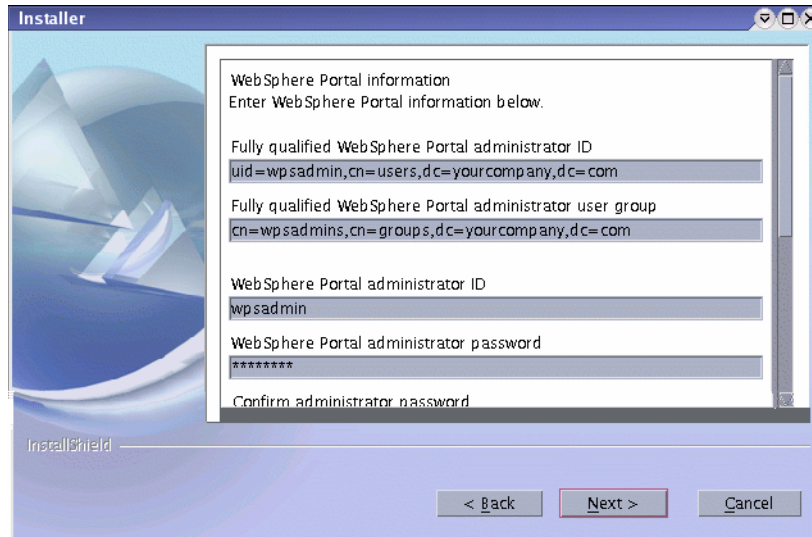 Installer
WebSphere Portal information
Enter WebSphere Portal information below.
Fully qualified WebSphere Portal administrator ID
uid=wpsadmin,cn=users,dc=yourcompany,dc=com
Fully qualified WebSphere Portal administrator user group
cn=wpsadmins,cn=groups,dc=yourcompany,dc=com
WebSphere Portal administrator ID
wpsadmin
WebSphere Portal administrator password
********
Confirm administrator password
InstallShield
< Back Next > Cancel